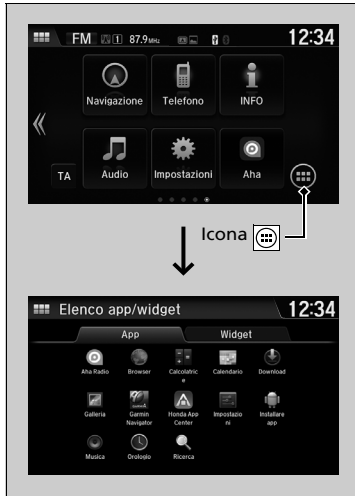 FM 1 87.9MHz 12:34
Navigazione Telefono INFO
TA Audio Impostazioni Aha
Icona
Elenco app/widget 12:34
App Widget
Aha Radio Browser Calcolatric
e Calendario Download
Galleria Garmin
Navigator Honda App
Center Impostazio
ni Installare
app
Musica Orologio Ricerca